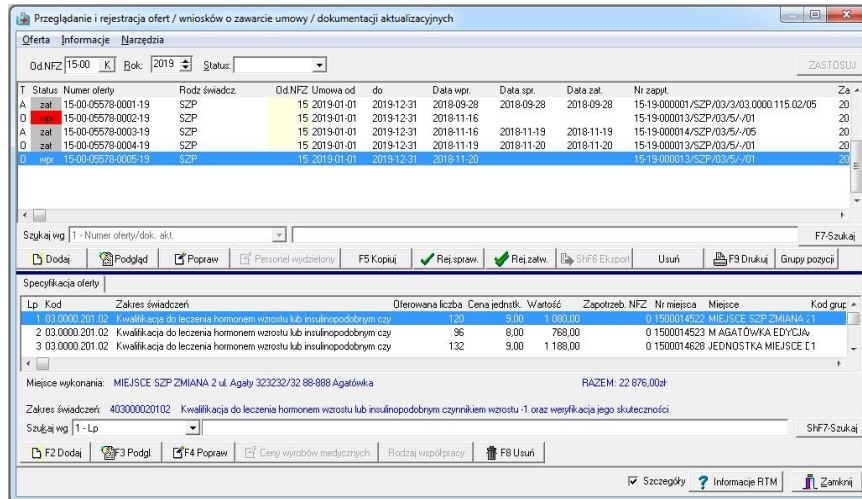 Przeglądanie i rejestracja ofert / wniosków o zawarcie umowy / dokumentacji aktualizacyjnych
Oferta Informacje Narzędzia
Od.NFZ 15-00 K Rok: 2019 Status: ZASTOSUJ
T Status Numer oferty Rodz świadcz. Od.NFZ Umowa od do Data wpr. Data spr. Data zat. Nr zapyt. Za
A zat 15-00-05578-0001-19 SZP 15 2019-01-01 2019-12-31 2018-09-28 2018-09-28 2018-09-28 15-19-000001/SZP/03/3/03.0000.115.02/05 20
O wpr 15-00-05578-0002-19 SZP 15 2019-01-01 2019-12-31 2018-11-16 15-19-000013/SZP/03/5/-/01 20
A zat 15-00-05578-0003-19 SZP 15 2019-01-01 2019-12-31 2018-11-16 2018-11-19 2018-11-19 15-19-000014/SZP/03/5/-/05 20
O zat 15-00-05578-0004-19 SZP 15 2019-01-01 2019-12-31 2018-11-19 2018-11-20 2018-11-20 15-19-000013/SZP/03/5/-/01 20
O wpr 15-00-05578-0005-19 SZP 15 2019-01-01 2019-12-31 2018-11-20 15-19-000013/SZP/03/5/-/01 20
Szukaj wg 1 - Numer oferty/dok. akt. F7-Szukaj
Dodaj Podgląd Popraw Personel wydzielony F5 Kopiuj Rej.spraw. Rej.zatw. ShF6 Eksport Usuń F9 Drukuj Grupy pozycji
Specyfikacja oferty
Lp Kod Zakres świadczeń Oferowana liczba Cena jednstk. Wartość Zapotrzeb. NFZ Nr miejsca Miejsce Kod grup
1 03.0000.201.02 Kwalifikacja do leczenia hormonem wzrostu lub insulinopodobnym czy 120 9,00 1 080,00 0 1500014522 MIEJSCE SZP ZMIANA 2 1
2 03.0000.201.02 Kwalifikacja do leczenia hormonem wzrostu lub insulinopodobnym czy 96 8,00 768,00 0 1500014523 M AGATÓWKA EDYCJA 1
3 03.0000.201.02 Kwalifikacja do leczenia hormonem wzrostu lub insulinopodobnym czy 132 9,00 1 188,00 0 1500014628 JEDNOSTKA MIEJSCE D 1
Miejsce wykonania: MIEJSCE SZP ZMIANA 2 ul. Agaty 323232/32 88-888 Agatówka RAZEM: 22 876,00zł
Zakres świadczeń: 403000020102 Kwalifikacja do leczenia hormonem wzrostu lub insulinopodobnym czynnikiem wzrostu -1 oraz weryfikacja jego skuteczności
Szukaj wg 1 - Lp ShF7-Szukaj
F2 Dodaj F3 Podgl. F4 Popraw Ceny wyrobów medycznych Rodzaj współpracy F8 Usuń
Szczegóły Informacje RTM Zamknij